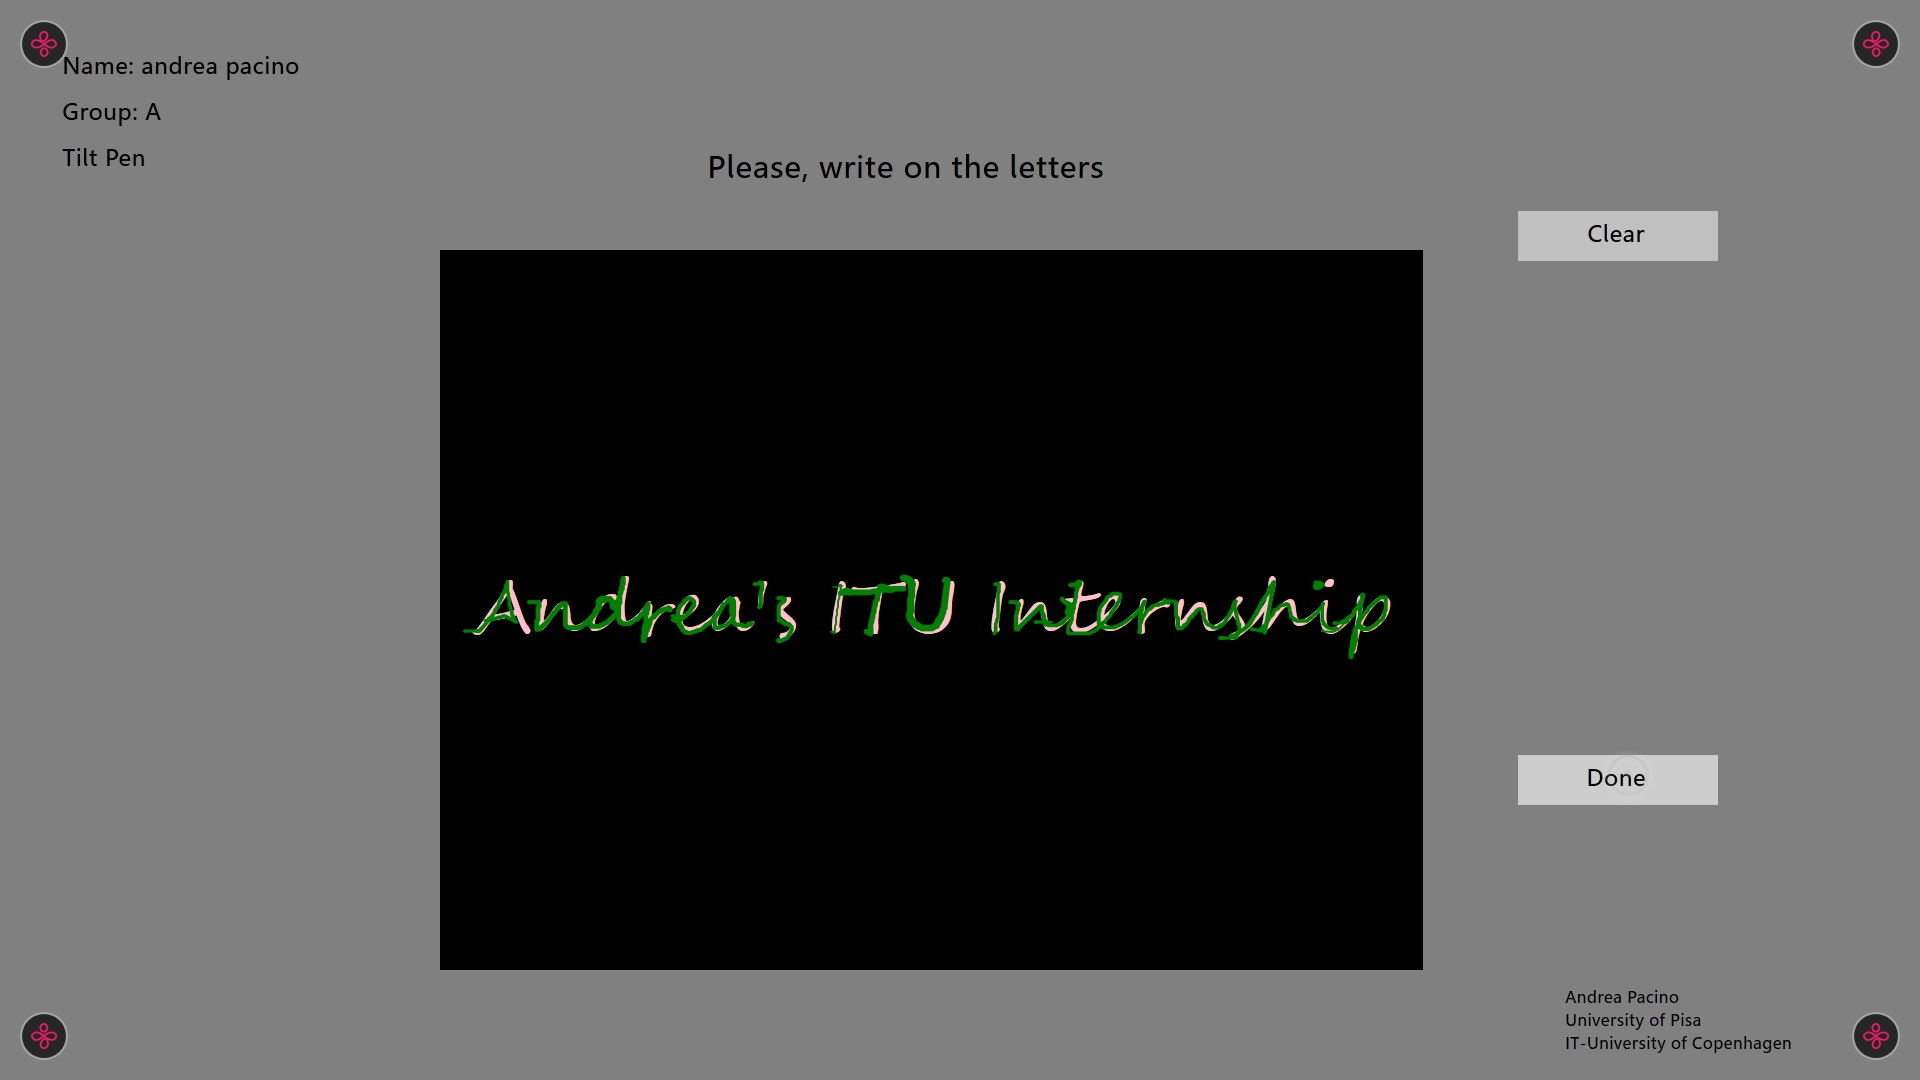 Name: andrea pacino
Group: A
Tilt Pen
Please, write on the letters
Clear
Andrea's ITU Internship
Done
Andrea Pacino
University of Pisa
IT-University of Copenhagen